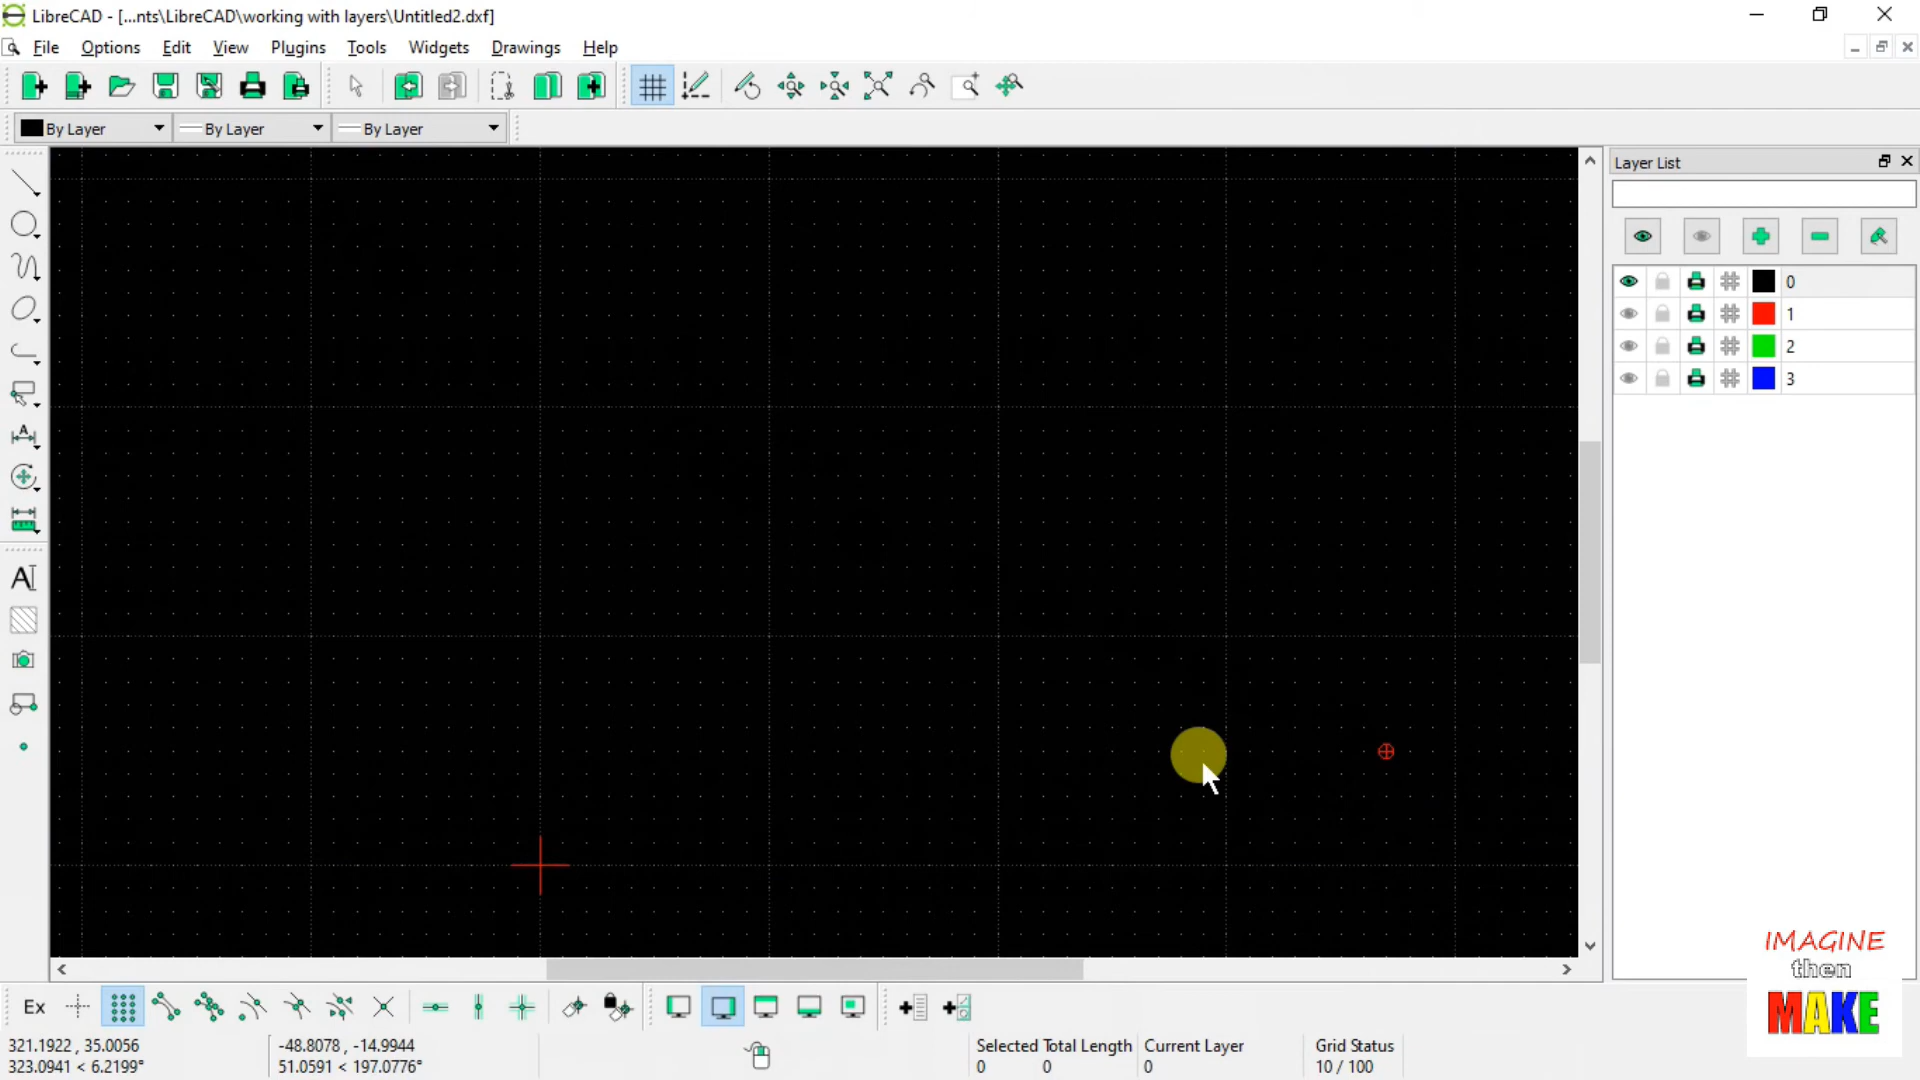 LibreCAD - [...nts\LibreCAD\working with layers\Untitled2.dxf]
File Options Edit View Plugins Tools Widgets Drawings Help
By Layer By Layer By Layer
Layer List
0
1
2
3
A
A
IMAGINE
then
MAKE
Ex
321.1922 , 35.0056 -48.8078 , -14.9944 Selected Total Length Current Layer Grid Status
323.0941 < 6.2199° 51.0591 < 197.0776° 0 0 0 10 / 100